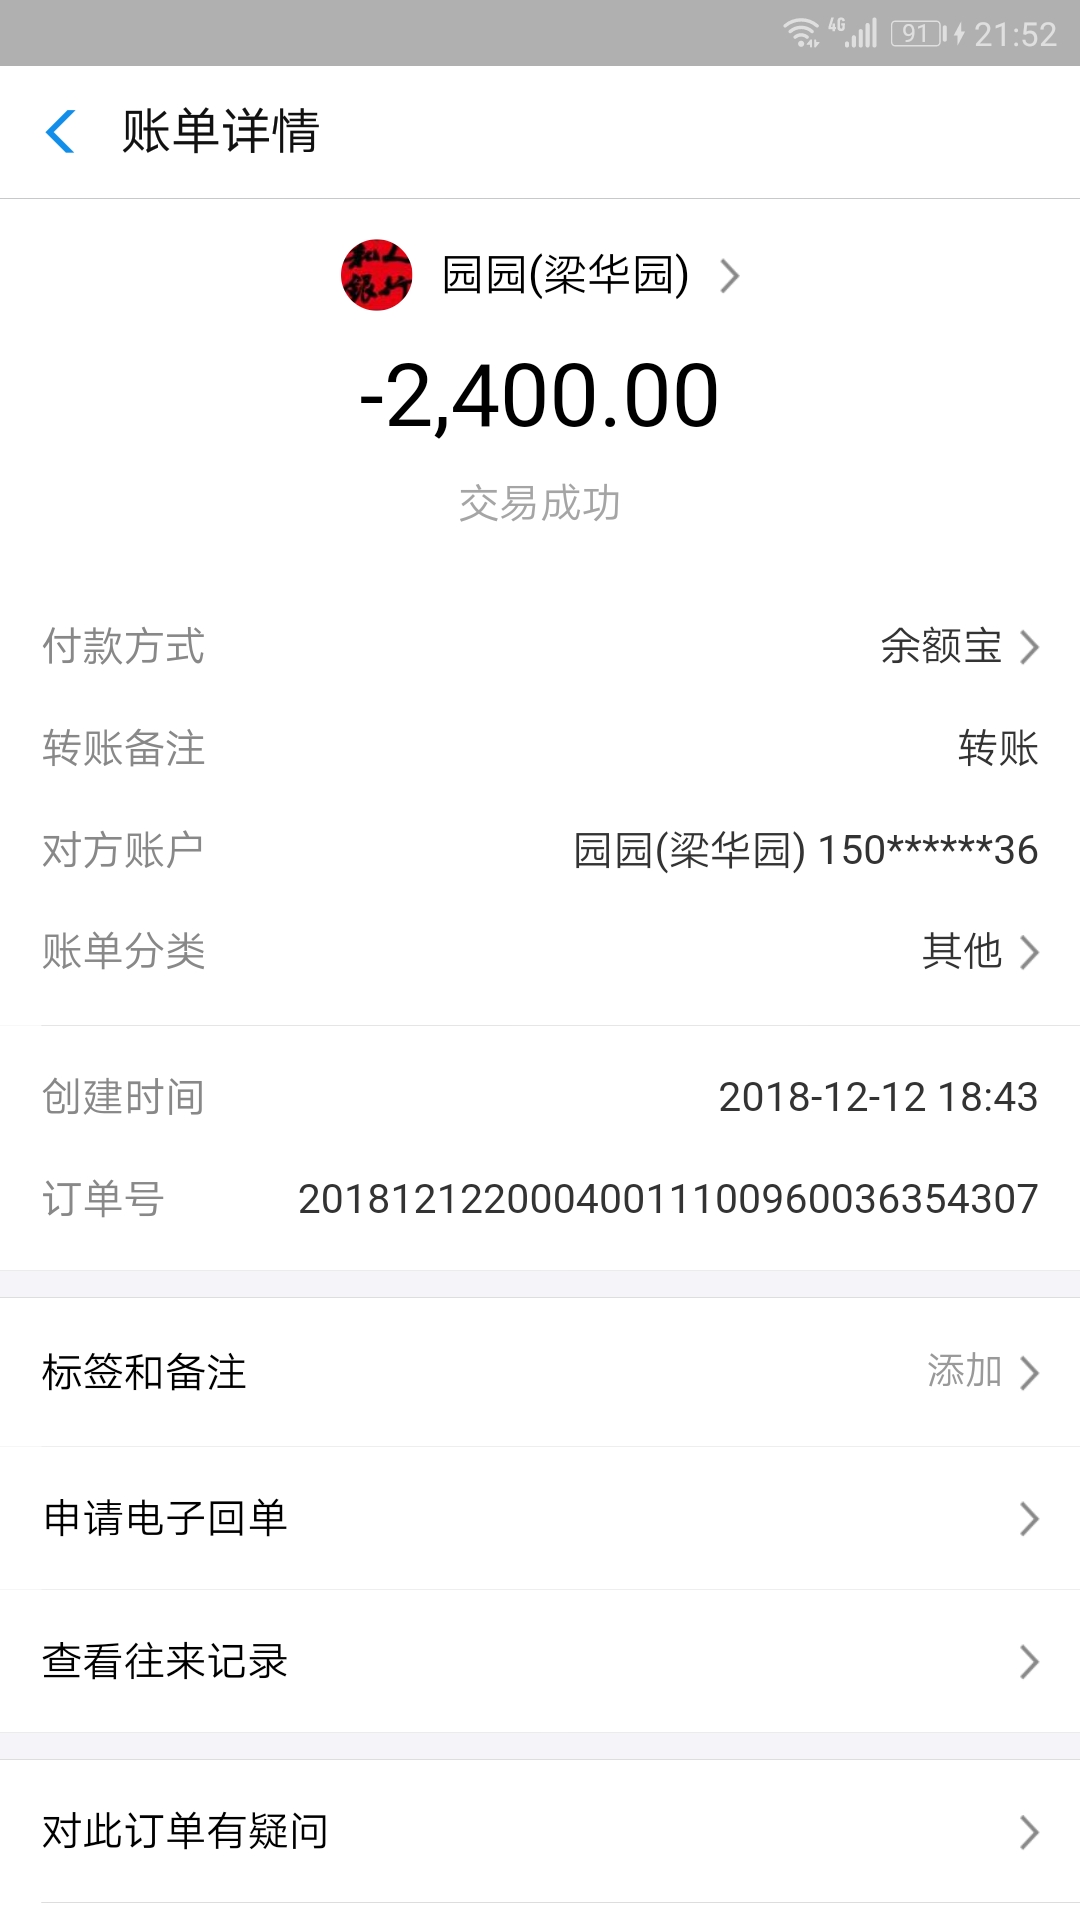 4G 91 21:52
账单详情
私人
銀行
园园(梁华园)
-2,400.00
交易成功
付款方式 余额宝
转账备注 转账
对方账户 园园(梁华园) 150******36
账单分类 其他
创建时间 2018-12-12 18:43
订单号 20181212200040011100960036354307
标签和备注 添加
申请电子回单
查看往来记录
对此订单有疑问